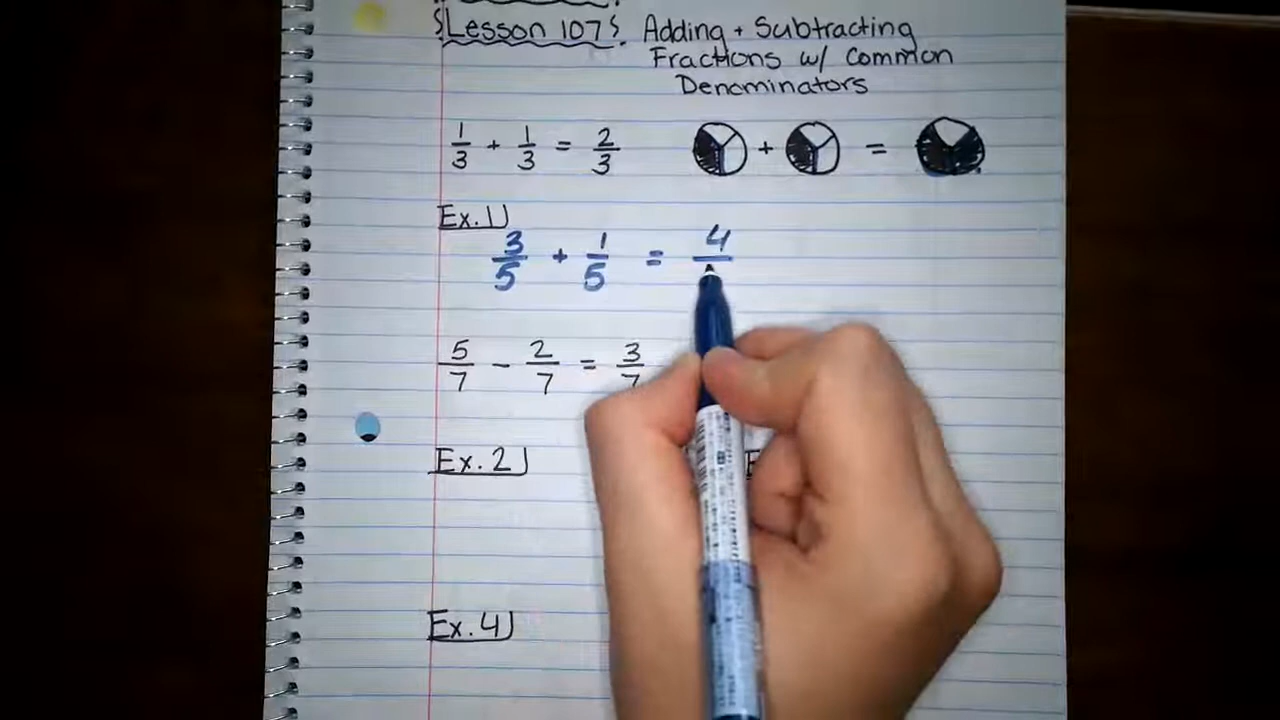 Lesson 107 Adding + Subtracting
Fractions w/ Common
Denominators
1/3 + 1/3 = 2/3 + =
Ex. 1
3/5 + 1/5 = 4/
5/7 - 2/7 = 3/7
Ex. 2
Ex. 4